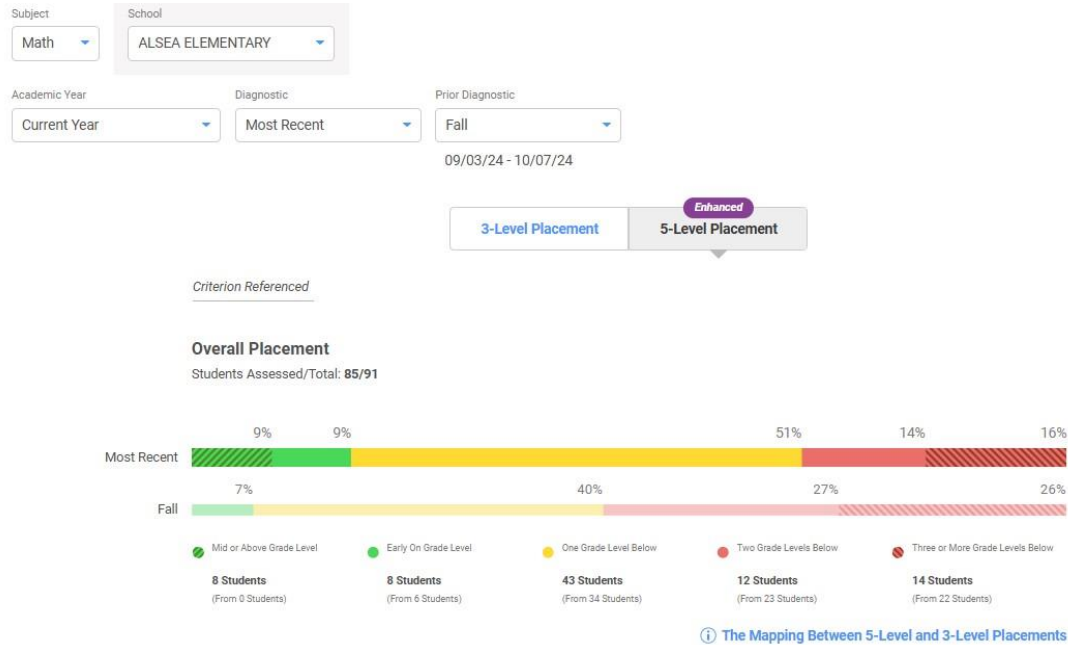 Subject School
Math ALSEA ELEMENTARY
Academic Year Diagnostic Prior Diagnostic
Current Year Most Recent Fall
09/03/24 - 10/07/24
Enhanced
3-Level Placement 5-Level Placement
Criterion Referenced
Overall Placement
Students Assessed/Total: 85/91
9% 9% 51% 14% 16%
Most Recent
7% 40% 27% 26%
Fall
Mid or Above Grade Level Early On Grade Level One Grade Level Below Two Grade Levels Below Three or More Grade Levels Below
8 Students 8 Students 43 Students 12 Students 14 Students
(From 0 Students) (From 6 Students) (From 34 Students) (From 23 Students) (From 22 Students)
The Mapping Between 5-Level and 3-Level Placements